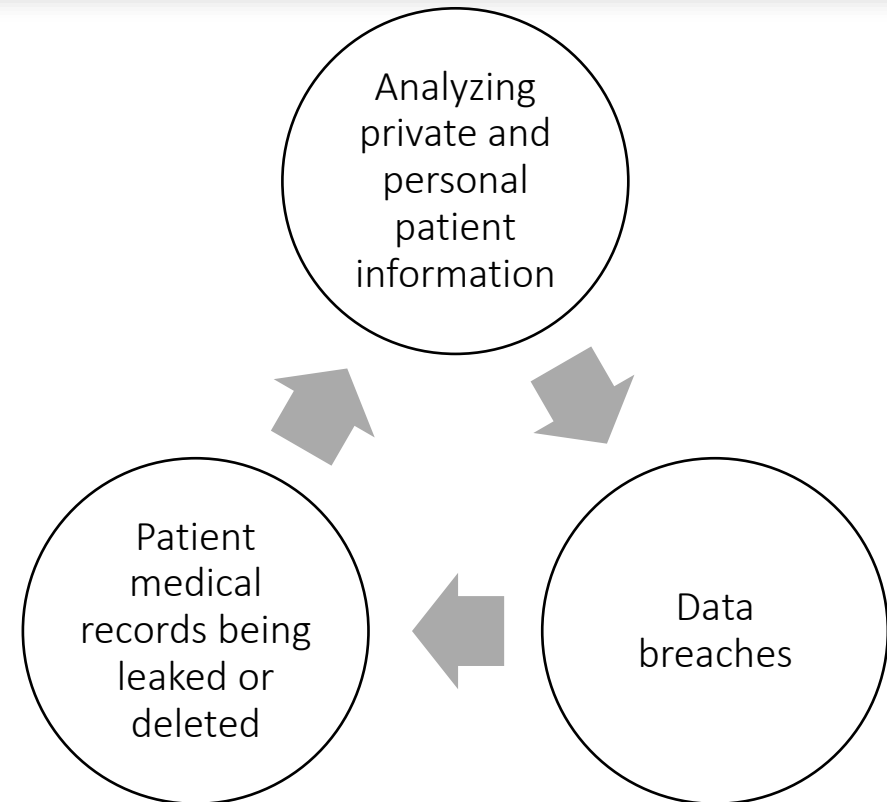 Analyzing
private and
personal
patient
information
Data
breaches
Patient
medical
records being
leaked or
deleted